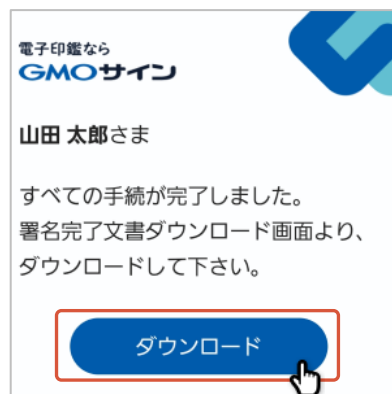 電子印鑑なら
GMOサイン
山田 太郎さま
すべての手続が完了しました。
署名完了文書ダウンロード画面より、
ダウンロードして下さい。
ダウンロード